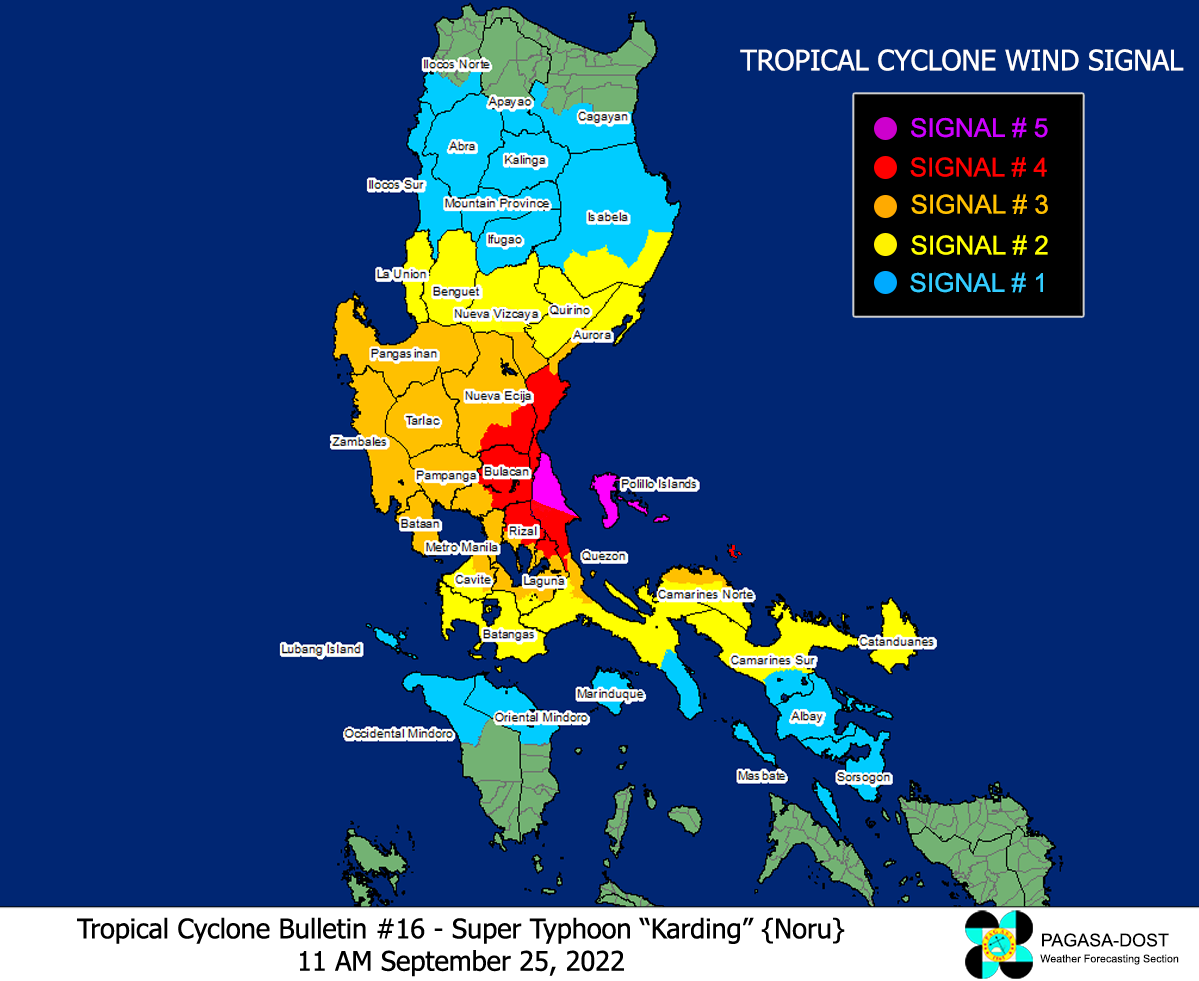 TROPICAL CYCLONE WIND SIGNAL
SIGNAL # 5
SIGNAL # 4
SIGNAL # 3
SIGNAL # 2
SIGNAL # 1
Ilocos Norte
Apayao
Cagayan
Abra
Kalinga
Ilocos Sur
Mountain Province
Isabela
Ifugao
La Union
Benguet
Nueva Vizcaya
Quirino
Aurora
Pangasinan
Nueva Ecija
Tarlac
Zambales
Pampanga
Bulacan
Polillo Islands
Bataan
Rizal
Metro Manila
Quezon
Cavite
Laguna
Camarines Norte
Batangas
Catanduanes
Lubang Island
Camarines Sur
Marinduque
Oriental Mindoro
Albay
Occidental Mindoro
Masbate
Sorsogon
Tropical Cyclone Bulletin #16 - Super Typhoon “Karding” {Noru}
11 AM September 25, 2022
PAGASA-DOST
Weather Forecasting Section